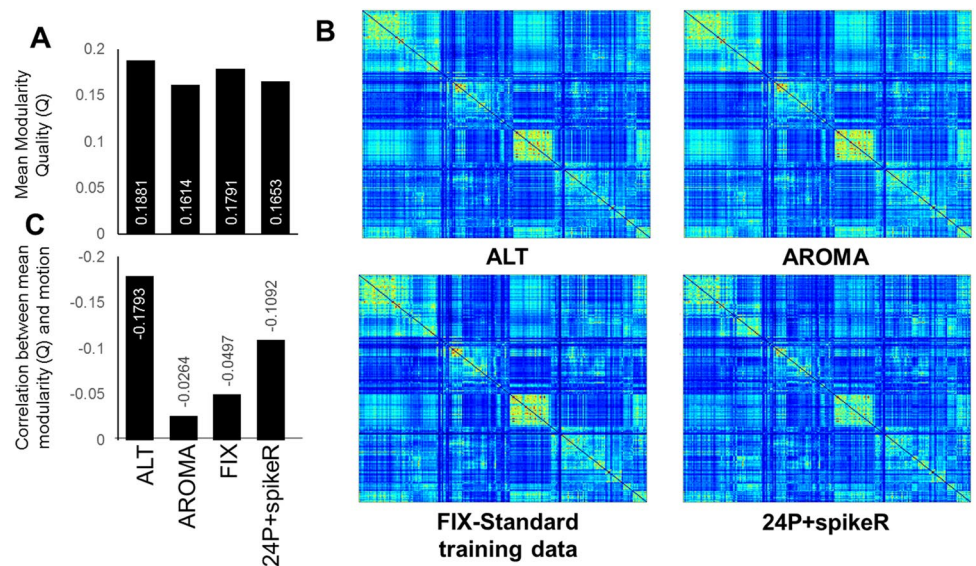 A
Mean Modularity
Quality (Q)
0.2
0.15
0.1
0.05
0
0.1881
0.1614
0.1791
0.1653
C
Correlation between mean
modularity (Q) and motion
-0.2
-0.15
-0.1
-0.05
0
-0.1793
-0.0264
-0.0497
-0.1092
ALT
AROMA
FIX
24P+spikeR
B
ALT
AROMA
FIX-Standard
training data
24P+spikeR